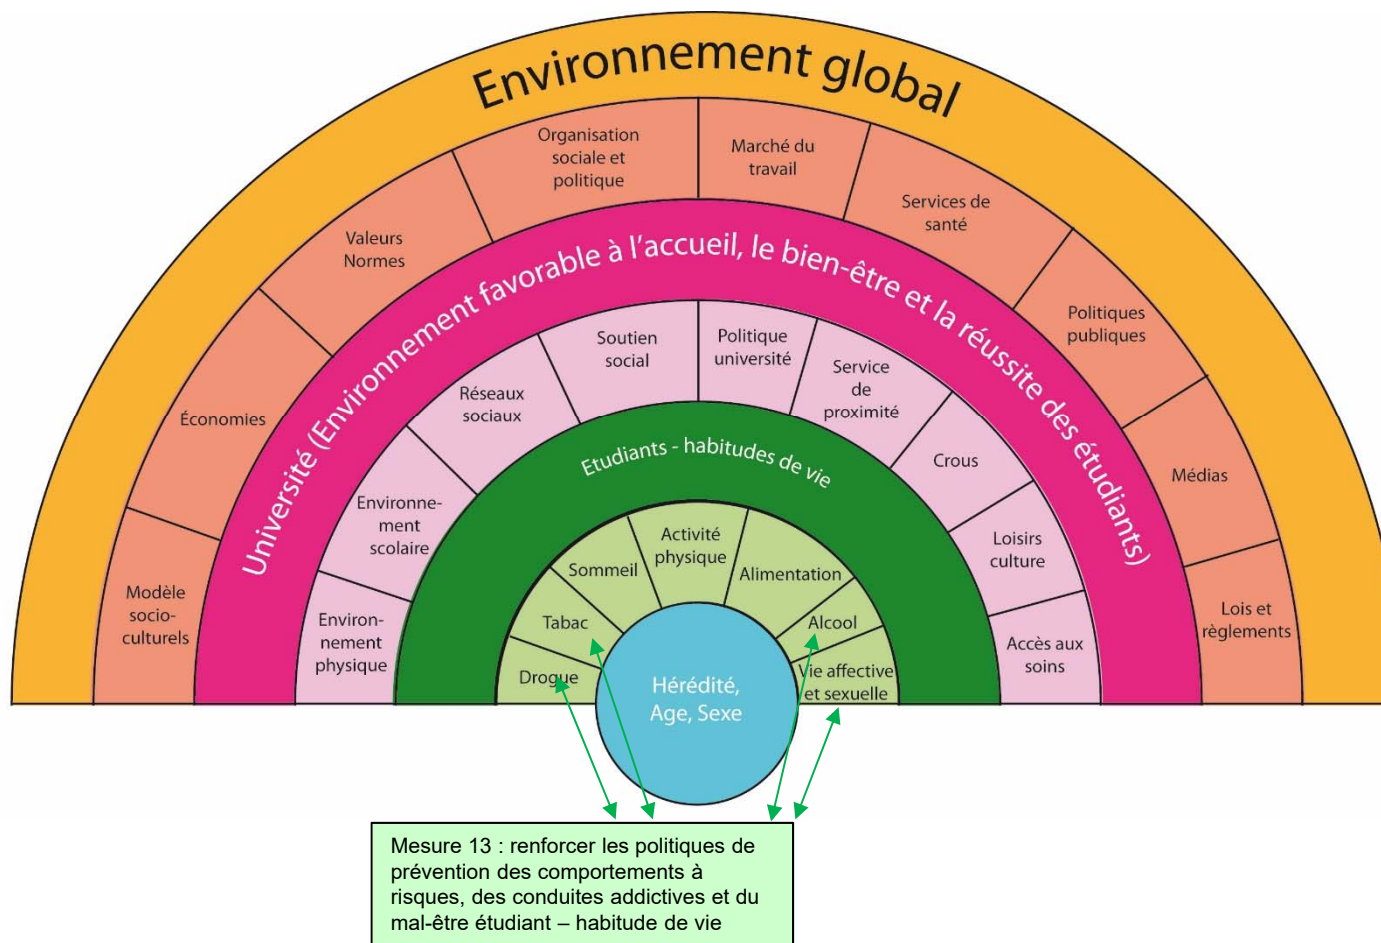 Environnement global
Organisation
sociale et
politique
Marché du
travail
Valeurs
Normes
Services de
santé
Économies
Politiques
publiques
Modèle
socio-
culturels
Médias
Lois et
règlements
Université (Environnement favorable à l'accueil, le bien-être et la réussite des étudiants)
Soutien
social
Politique
université
Réseaux
sociaux
Service
de
proximité
Environne-
ment
scolaire
Crous
Environ-
nement
physique
Loisirs
culture
Accès aux
soins
Etudiants - habitudes de vie
Activité
physique
Sommeil
Alimentation
Tabac
Alcool
Drogue
Vie affective
et sexuelle
Hérédité,
Age, Sexe
Mesure 13 : renforcer les politiques de
prévention des comportements à
risques, des conduites addictives et du
mal-être étudiant – habitude de vie